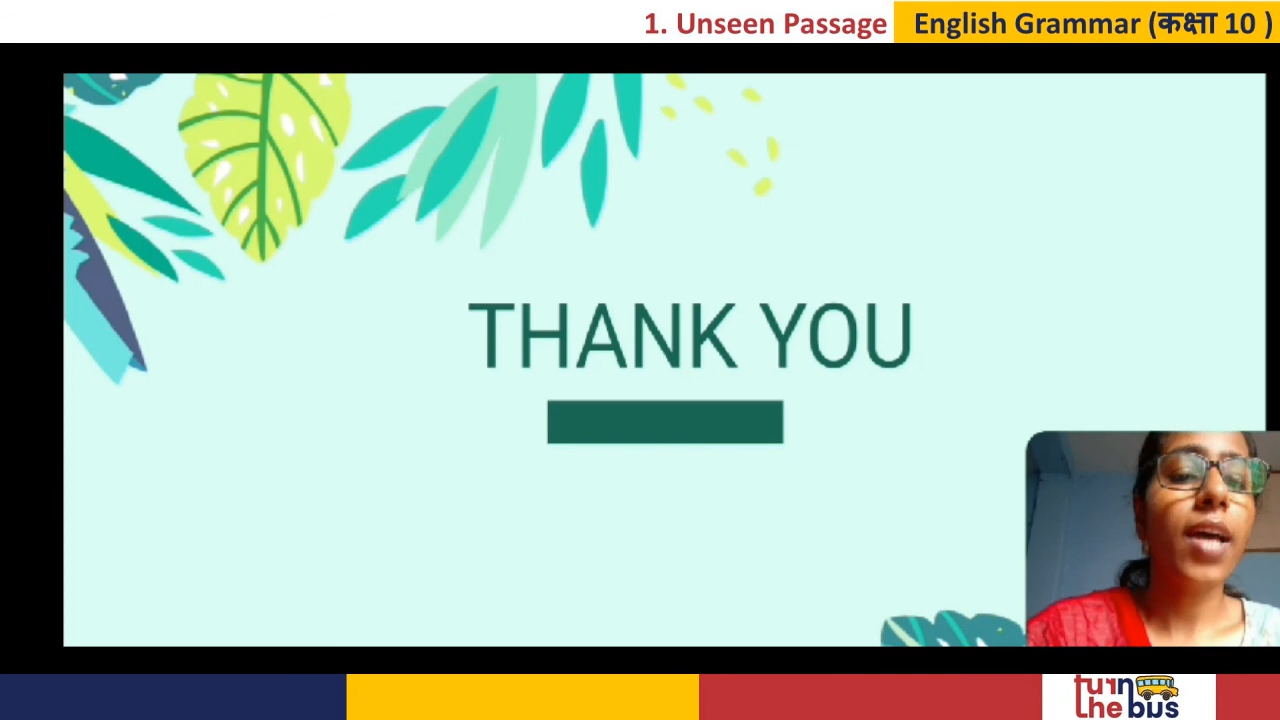 1. Unseen Passage English Grammar (कक्षा 10 )
THANK YOU
turn
the bus